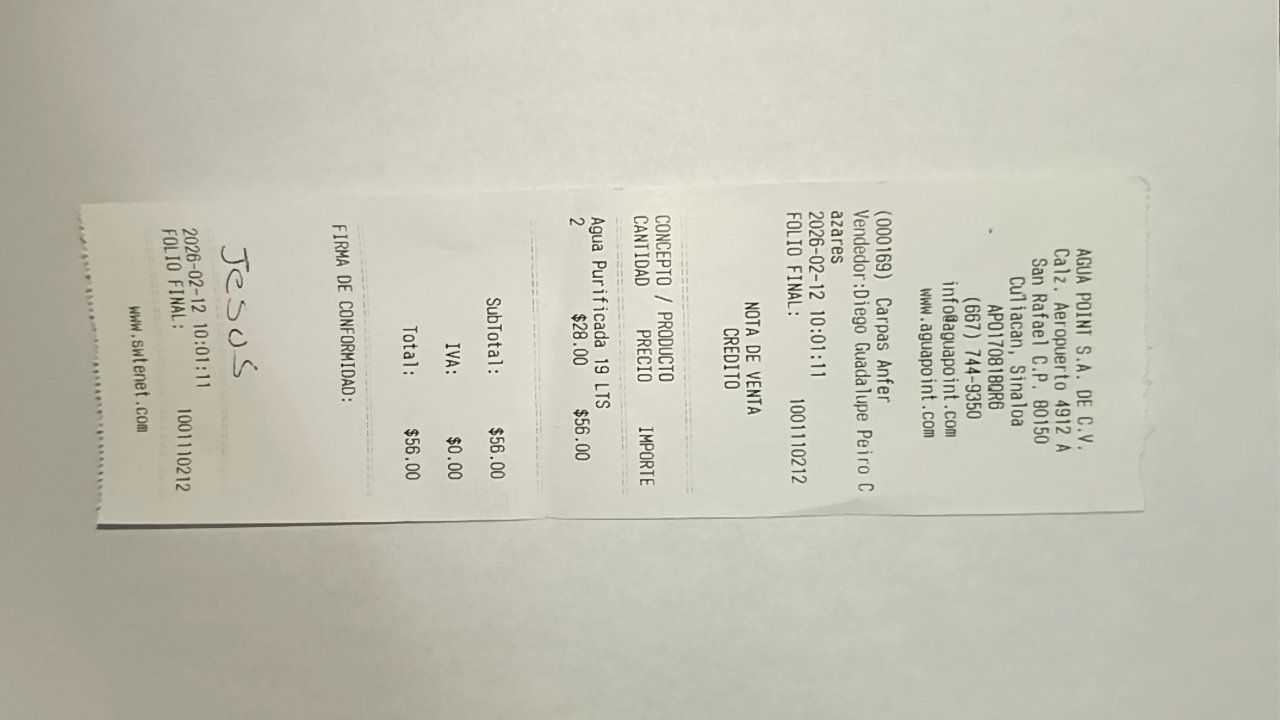 AGUA POINT S.A. DE C.V.
Calz. Aeropuerto 4912 A
San Rafael C.P. 80150
Culiacan, Sinaloa
APO170818QR6
(667) 744-9350
info@aguapoint.com
www.aguapoint.com
(000169) Carpas Anfer
Vendedor:Diego Guadalupe Peiro C
azares
2026-02-12 10:01:11
FOLIO FINAL: 1001110212
NOTA DE VENTA
CREDITO
CONCEPTO / PRODUCTO
CANTIDAD PRECIO IMPORTE
Agua Purificada 19 LTS
2 $28.00 $56.00
SubTotal: $56.00
IVA: $0.00
Total: $56.00
FIRMA DE CONFORMIDAD:
Jesus
2026-02-12 10:01:11
FOLIO FINAL: 1001110212
www.swtenet.com